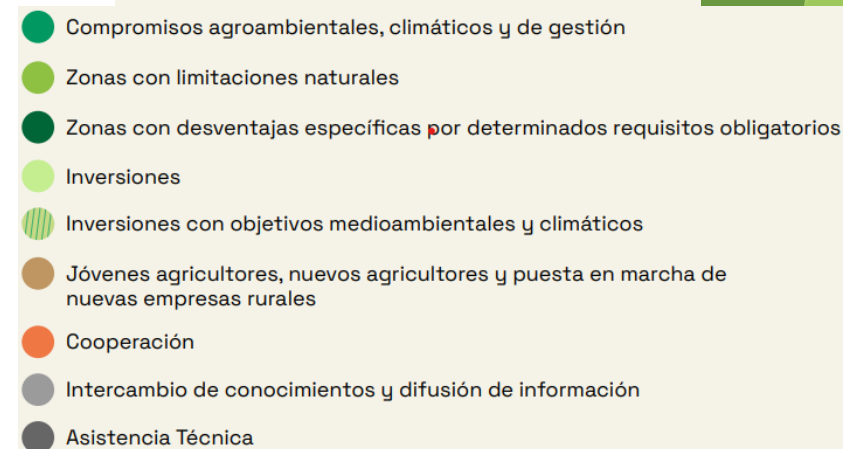 Compromisos agroambientales, climáticos y de gestión
Zonas con limitaciones naturales
Zonas con desventajas específicas por determinados requisitos obligatorios
Inversiones
Inversiones con objetivos medioambientales y climáticos
Jóvenes agricultores, nuevos agricultores y puesta en marcha de
nuevas empresas rurales
Cooperación
Intercambio de conocimientos y difusión de información
Asistencia Técnica